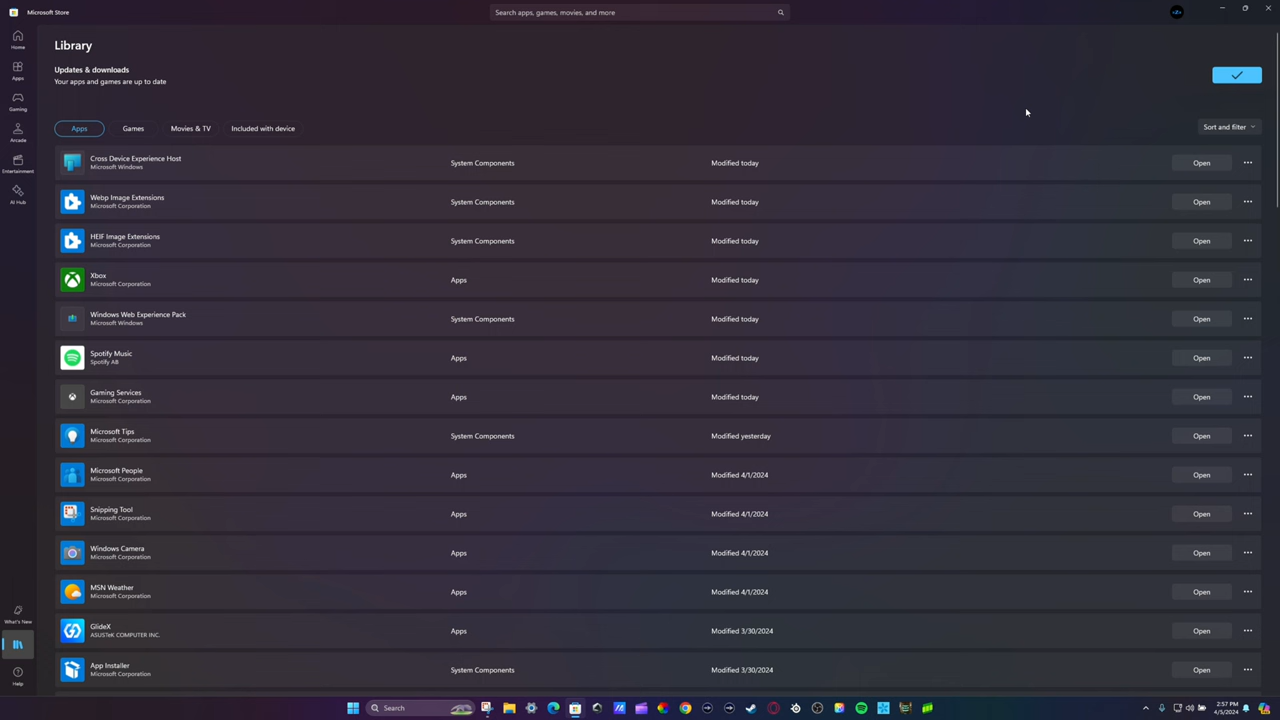 Microsoft Store
Search apps, games, movies, and more
Home
Apps
Gaming
Arcade
Entertainment
AI Hub
What's New
Help
Library
Updates & downloads
Your apps and games are up to date
Apps
Games
Movies & TV
Included with device
Sort and filter
Cross Device Experience Host
Microsoft Windows
System Components
Modified today
Open
Webp Image Extensions
Microsoft Corporation
System Components
Modified today
Open
HEIF Image Extensions
Microsoft Corporation
System Components
Modified today
Open
Xbox
Microsoft Corporation
Apps
Modified today
Open
Windows Web Experience Pack
Microsoft Windows
System Components
Modified today
Open
Spotify Music
Spotify AB
Apps
Modified today
Open
Gaming Services
Microsoft Corporation
Apps
Modified today
Open
Microsoft Tips
Microsoft Corporation
System Components
Modified yesterday
Open
Microsoft People
Microsoft Corporation
Apps
Modified 4/1/2024
Open
Snipping Tool
Microsoft Corporation
Apps
Modified 4/1/2024
Open
Windows Camera
Microsoft Corporation
Apps
Modified 4/1/2024
Open
MSN Weather
Microsoft Corporation
Apps
Modified 4/1/2024
Open
GlideX
ASUSTeK COMPUTER INC.
Apps
Modified 3/30/2024
Open
App Installer
Microsoft Corporation
System Components
Modified 3/30/2024
Open
Search
2:57 PM
4/5/2024